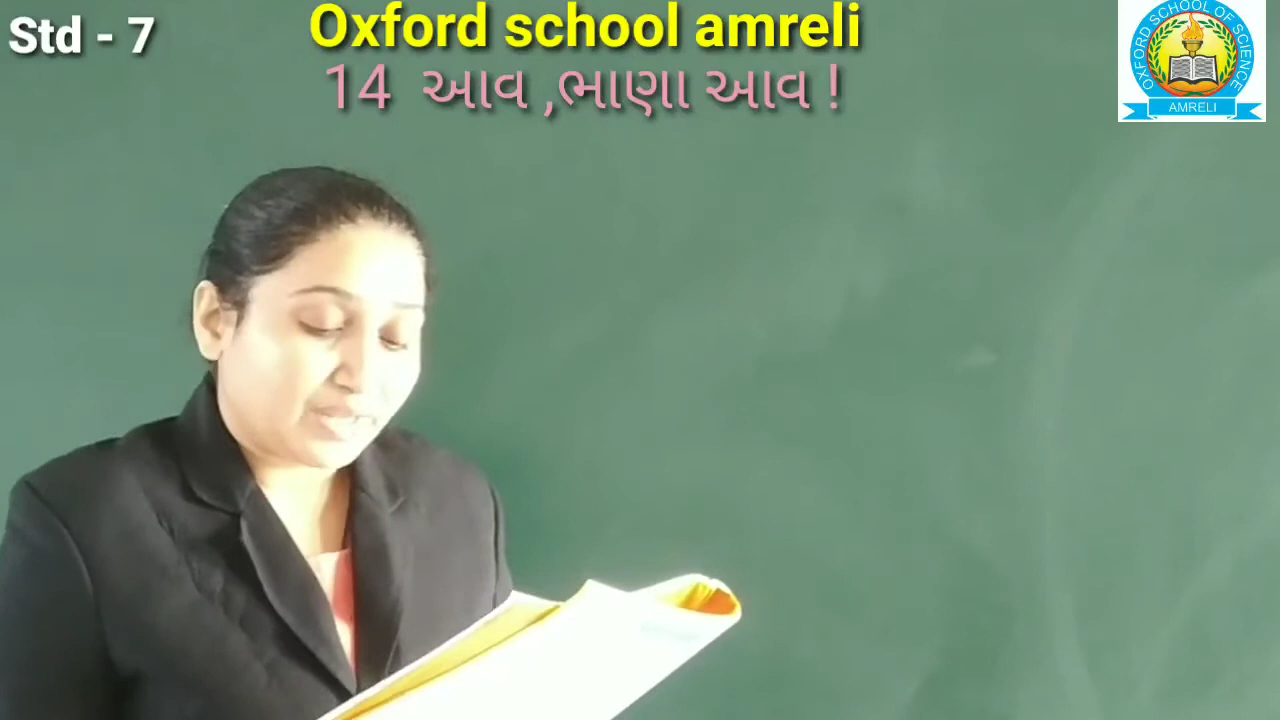 Std - 7
Oxford school amreli
14 આવ ,ભાણા આવ !
OXFORD SCHOOL OF SCIENCE
AMRELI